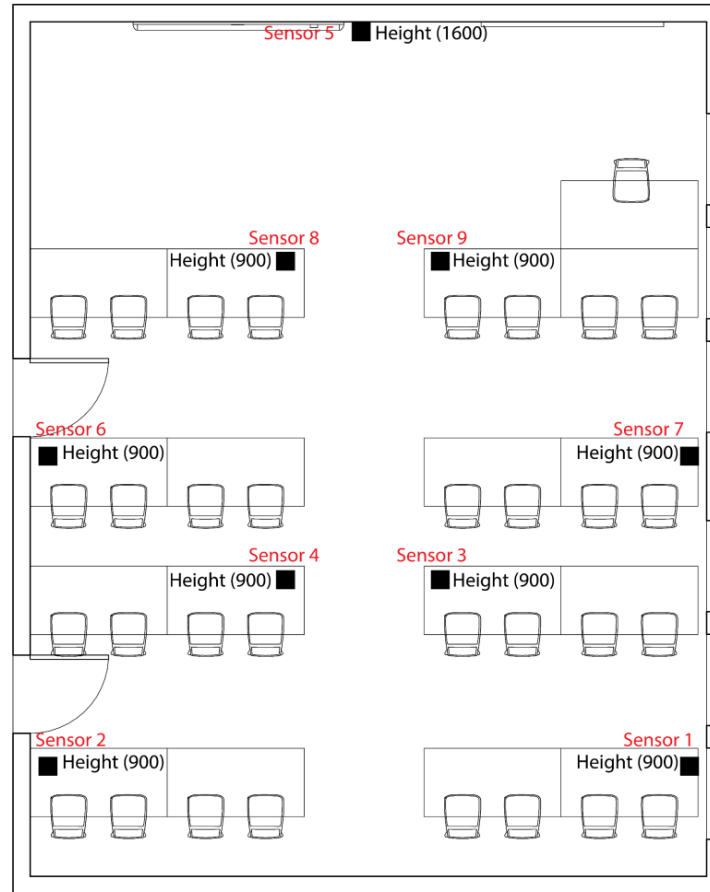 Sensor 5 Height (1600)
Sensor 8 Sensor 9
Height (900) Height (900)
Sensor 6 Sensor 7
Height (900) Height (900)
Sensor 4 Sensor 3
Height (900) Height (900)
Sensor 2 Sensor 1
Height (900) Height (900)